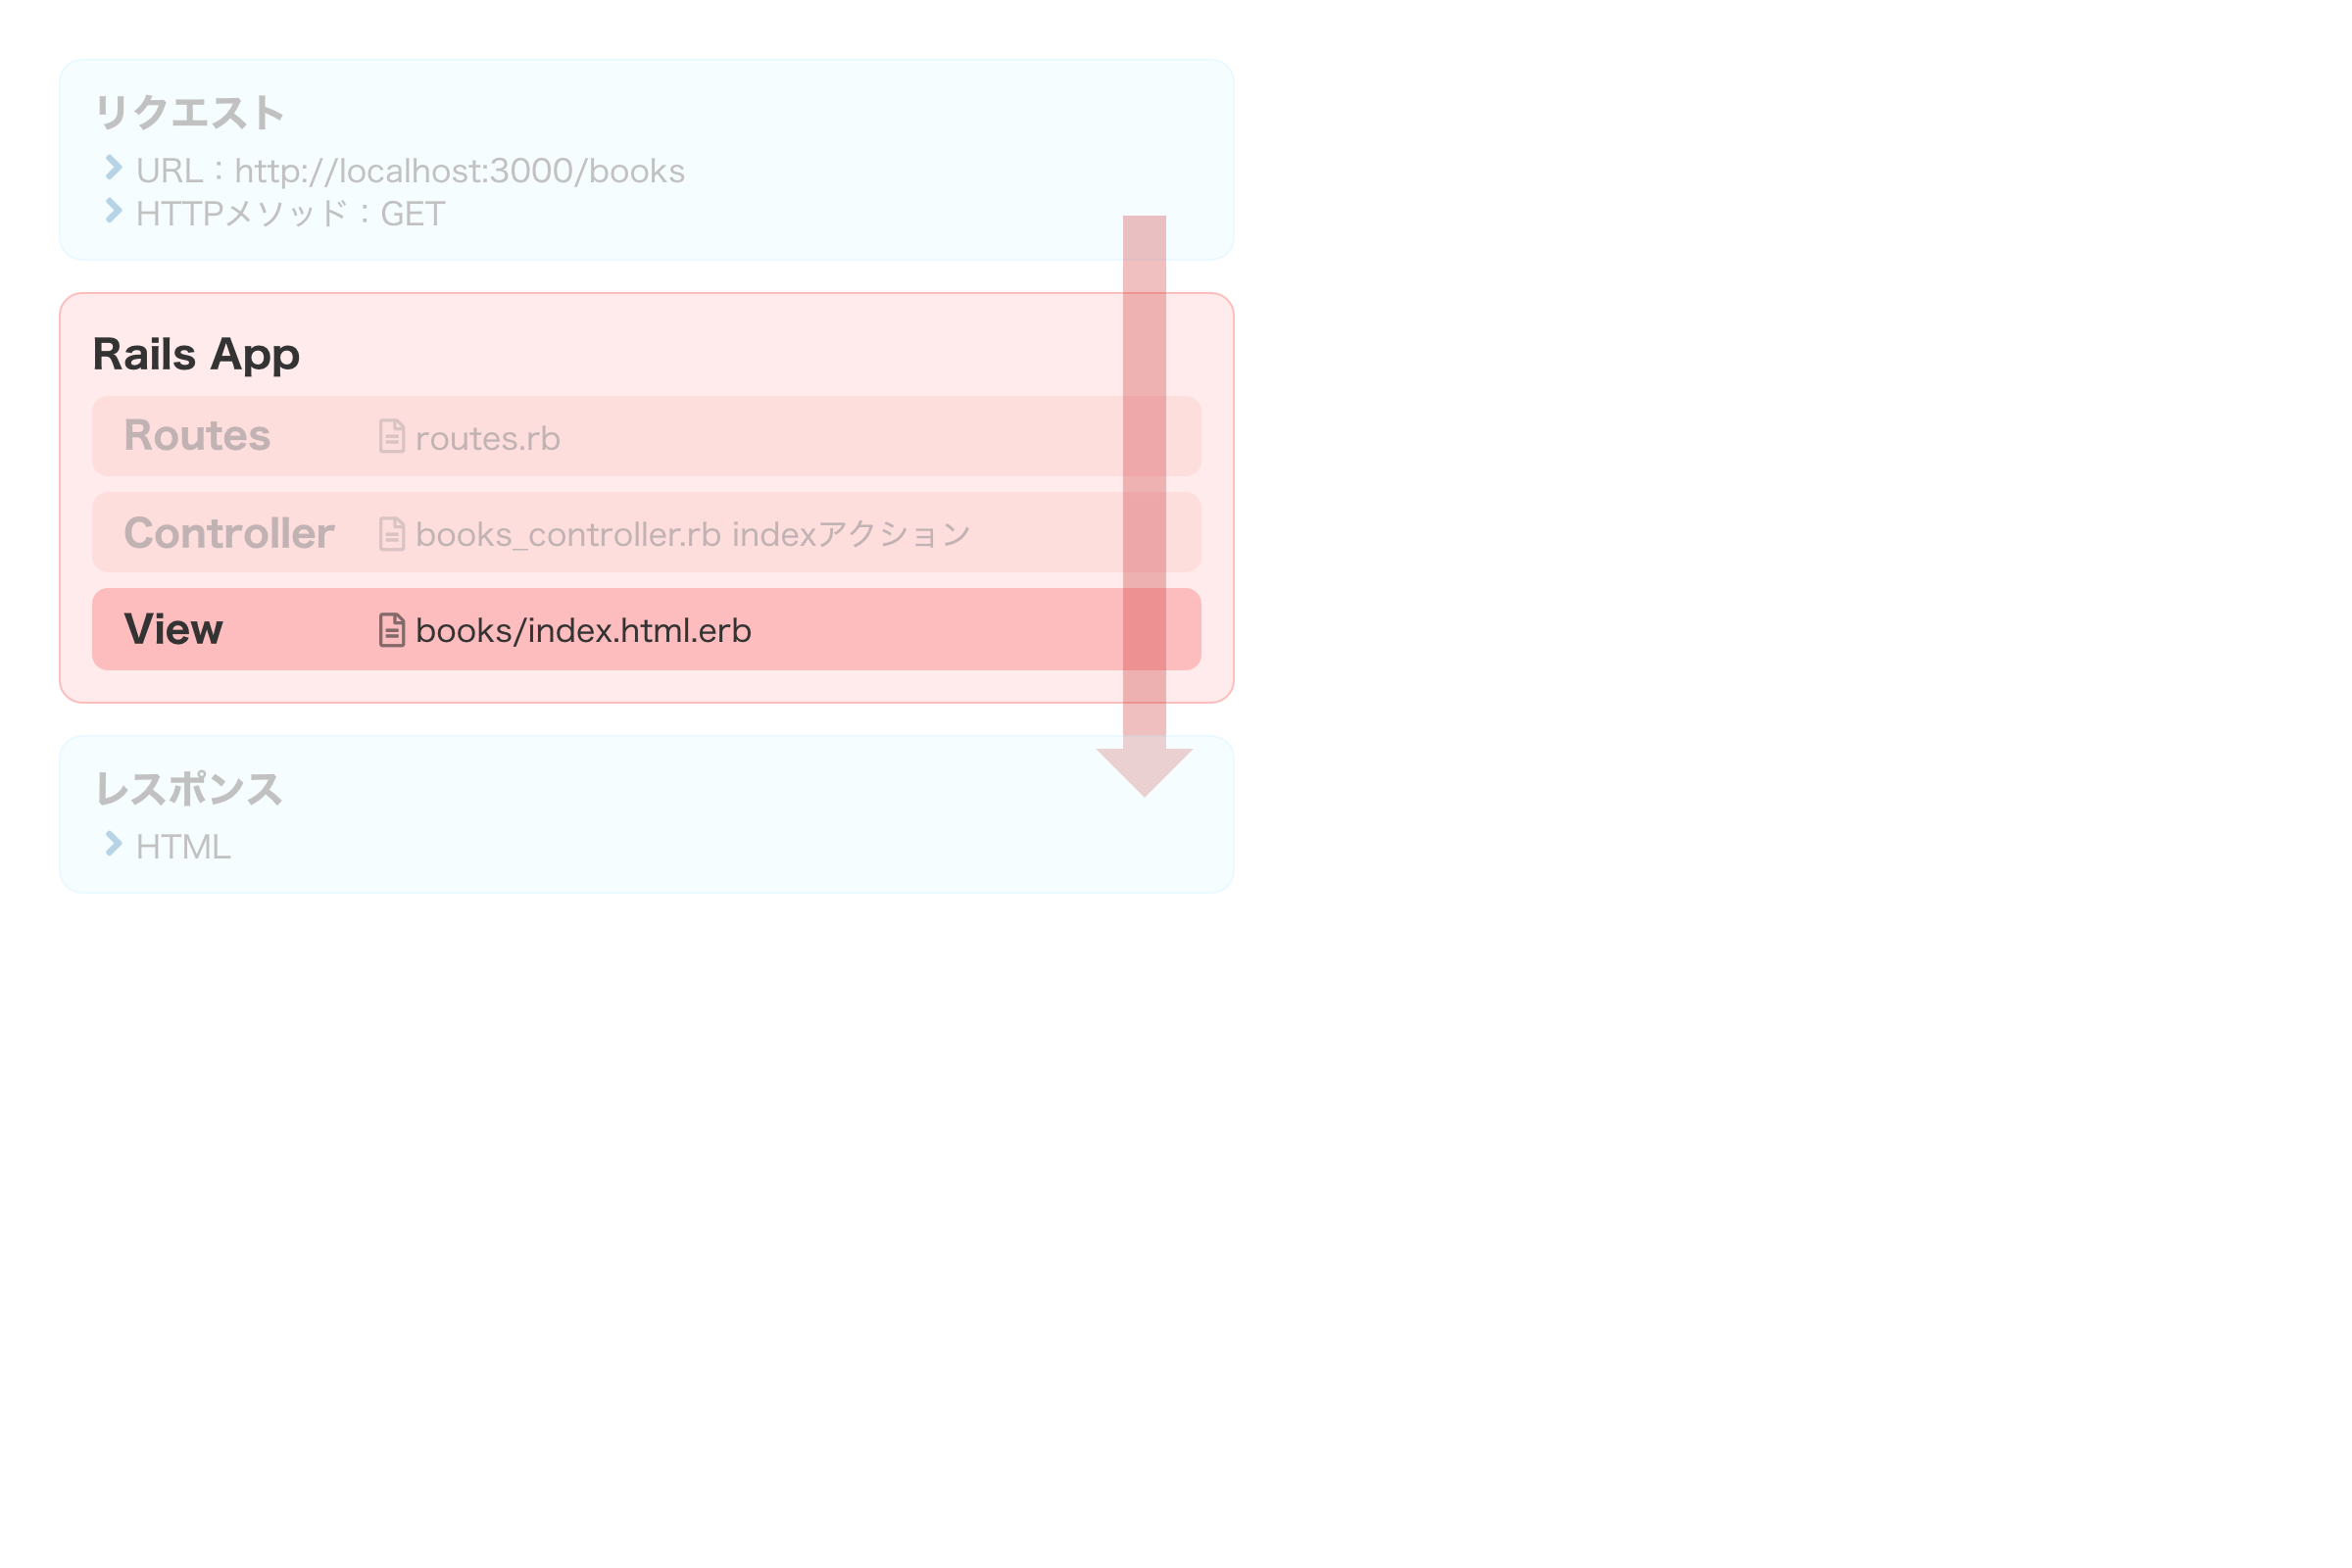 リクエスト
URL：http://localhost:3000/books
HTTPメソッド：GET
Rails App
Routes routes.rb
Controller books_controller.rb indexアクション
View books/index.html.erb
レスポンス
HTML